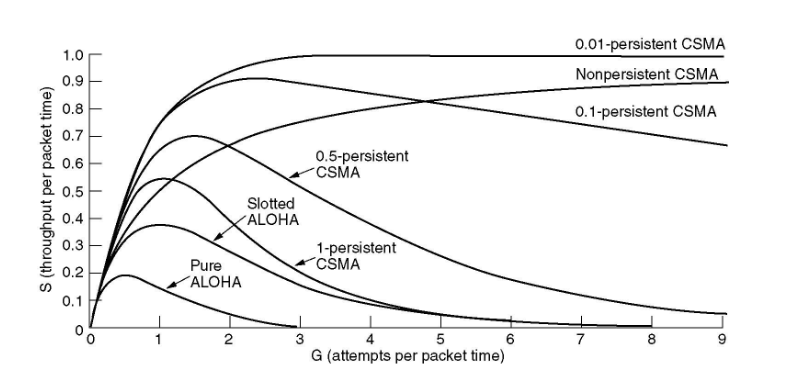 0.01-persistent CSMA
Nonpersistent CSMA
0.1-persistent CSMA
0.5-persistent
CSMA
Slotted
ALOHA
1-persistent
CSMA
Pure
ALOHA
S (throughput per packet time)
1.0
0.9
0.8
0.7
0.6
0.5
0.4
0.3
0.2
0.1
0
0 1 2 3 4 5 6 7 8 9
G (attempts per packet time)